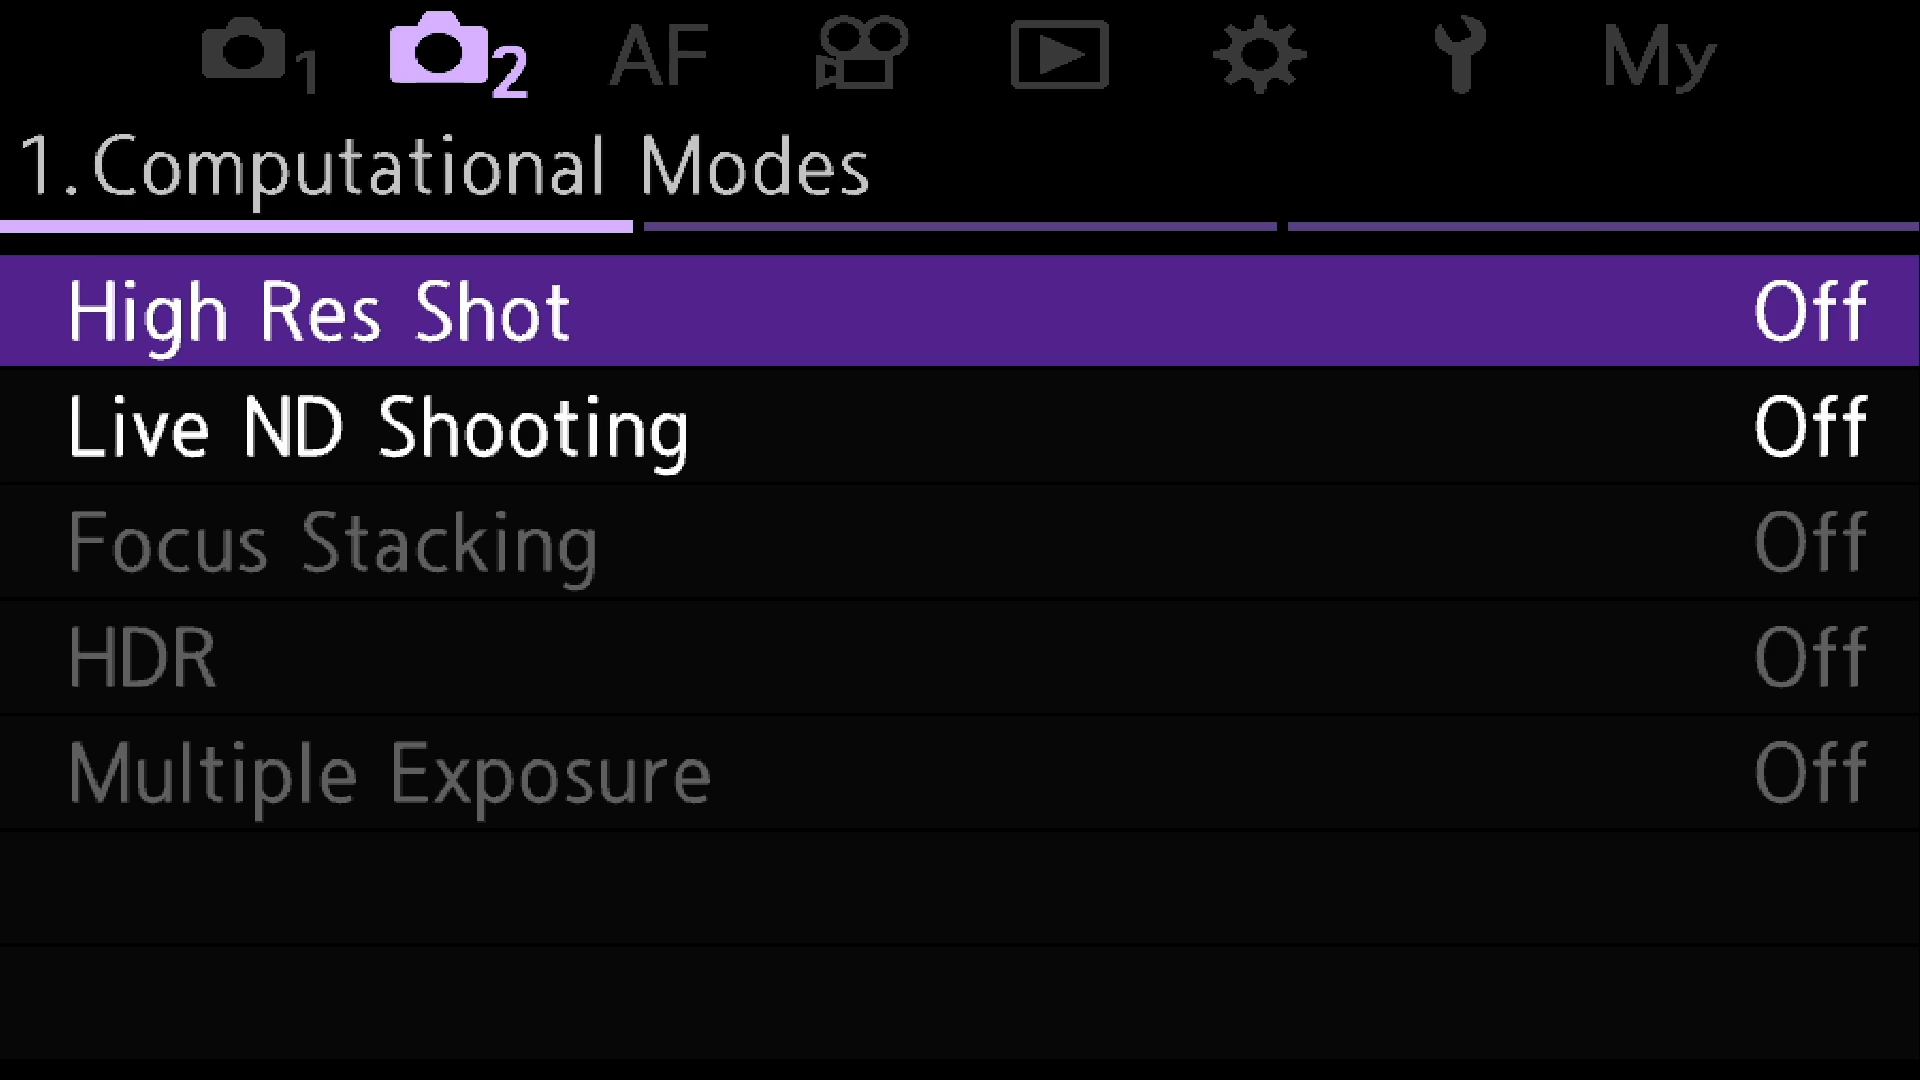 1 2 AF My
1.Computational Modes
High Res Shot Off
Live ND Shooting Off
Focus Stacking Off
HDR Off
Multiple Exposure Off